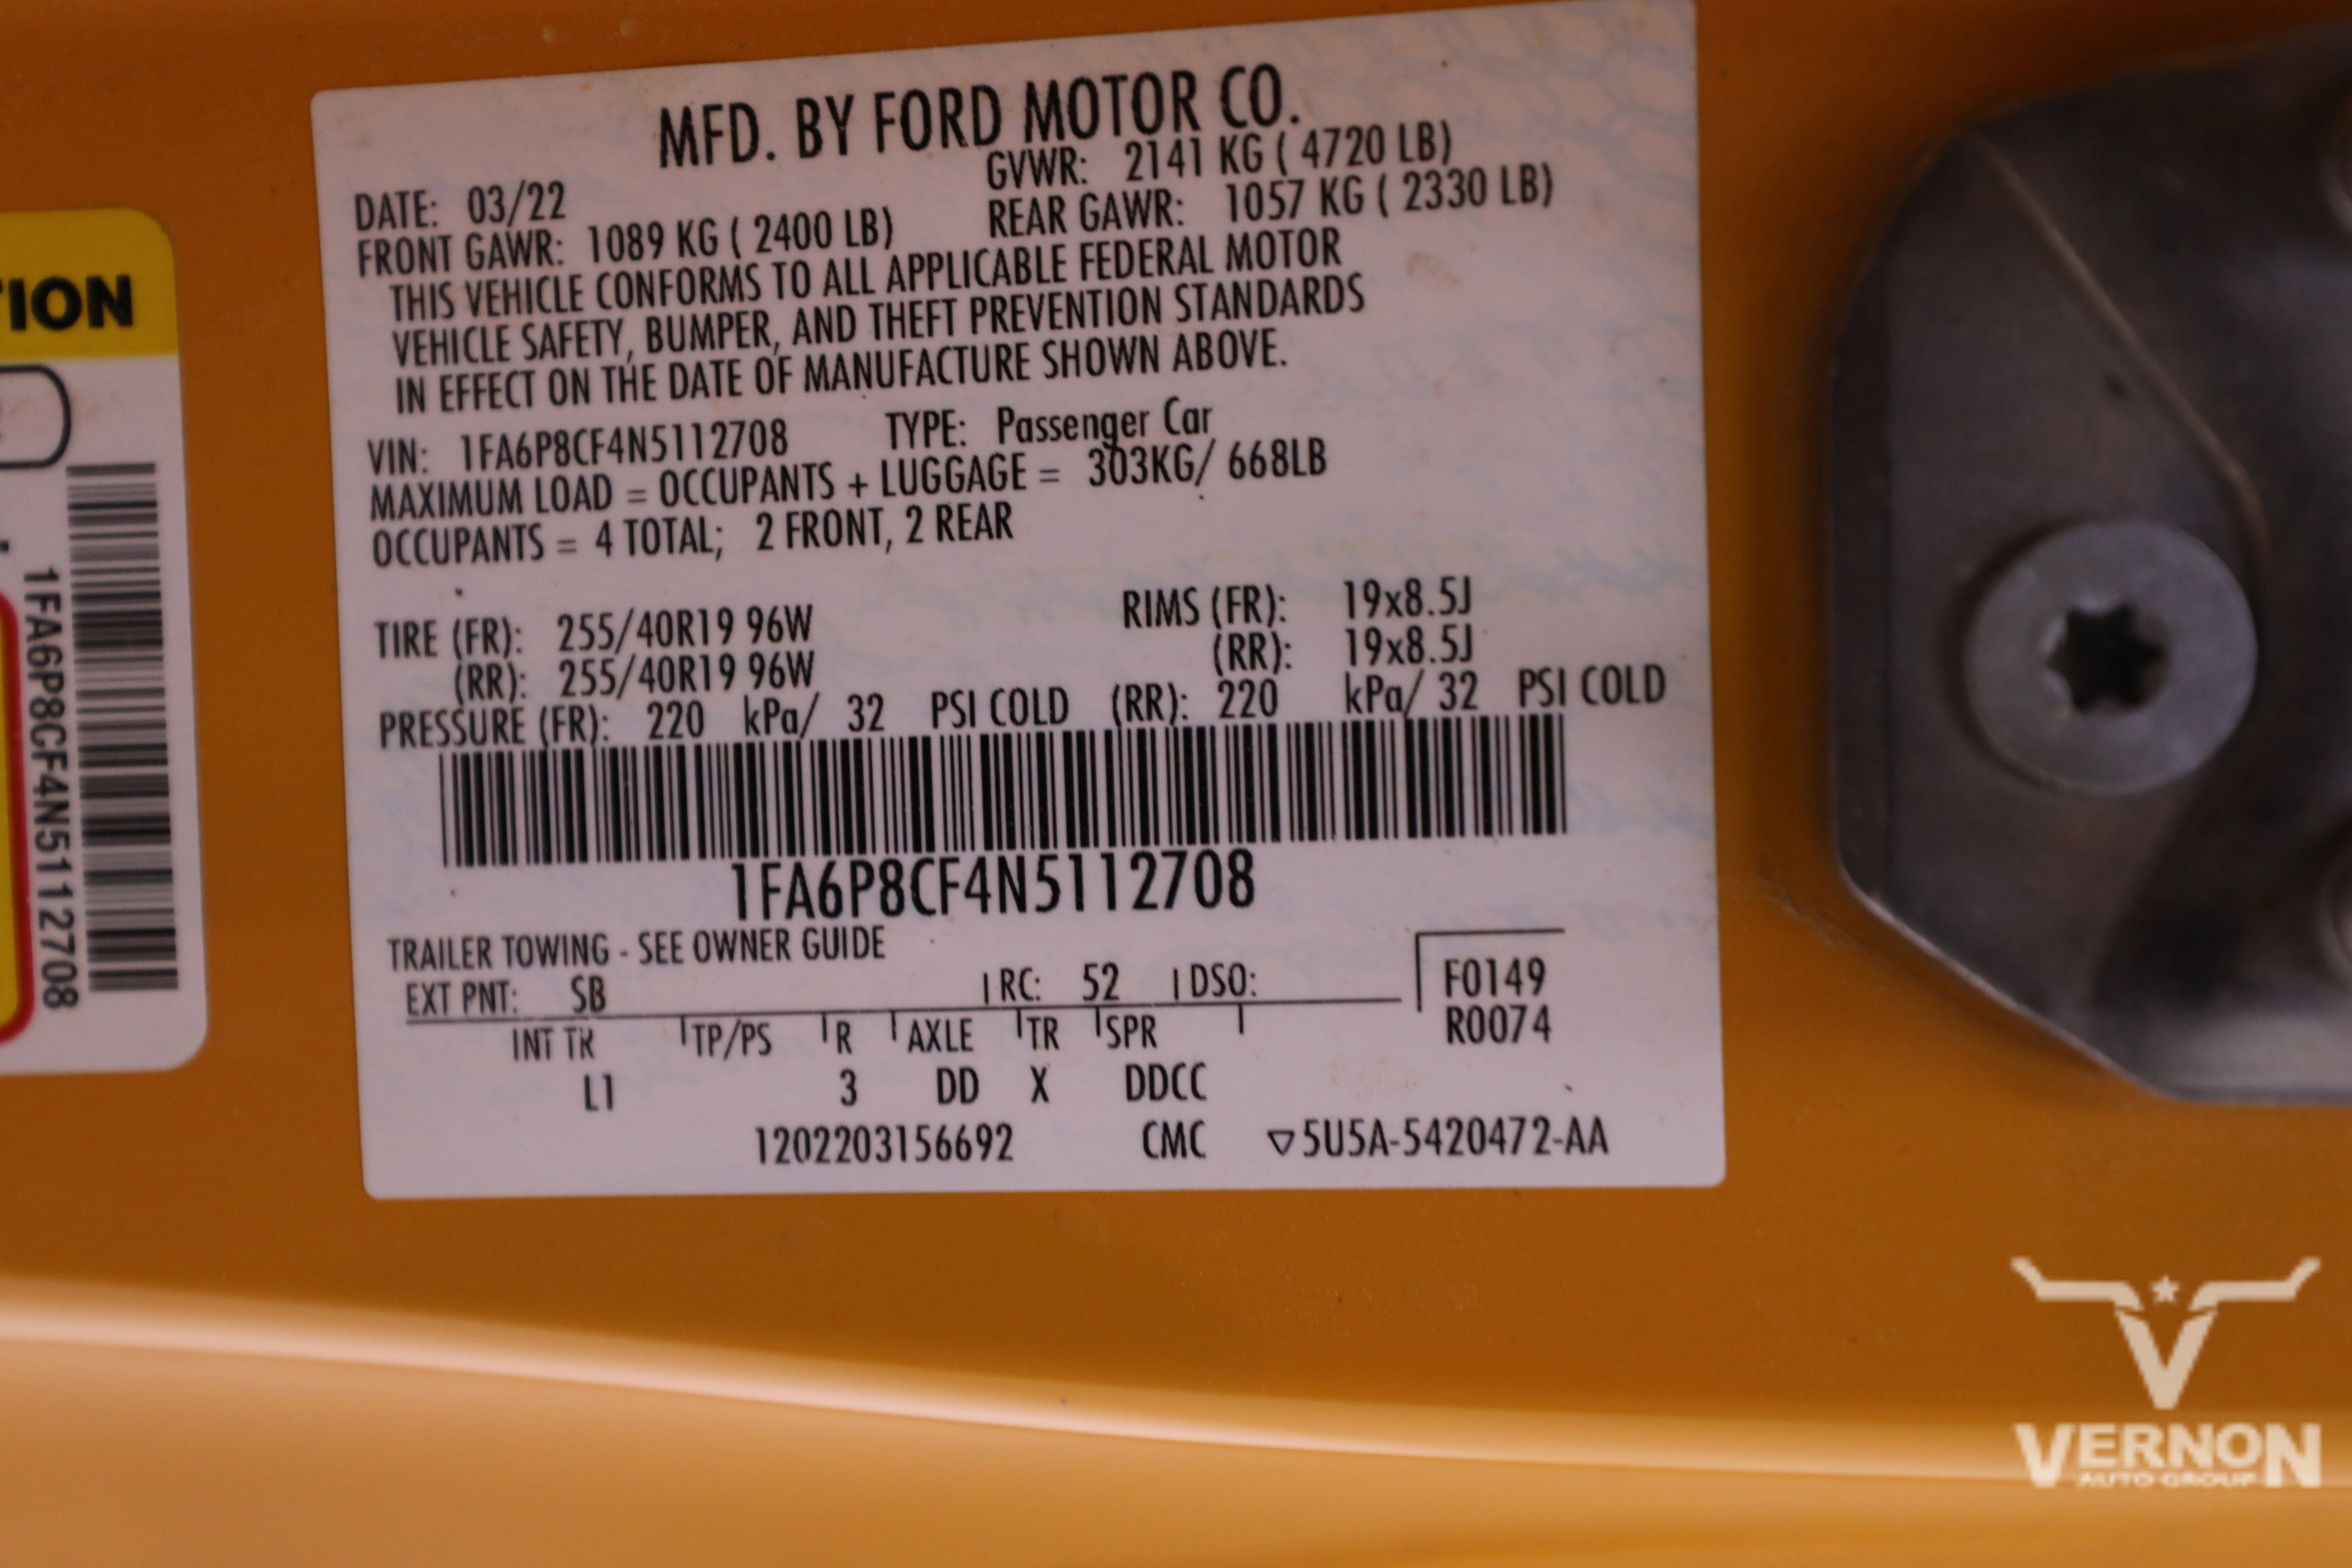 MFD. BY FORD MOTOR CO.
DATE: 03/22 GVWR: 2141 KG ( 4720 LB)
FRONT GAWR: 1089 KG ( 2400 LB) REAR GAWR: 1057 KG ( 2330 LB)
THIS VEHICLE CONFORMS TO ALL APPLICABLE FEDERAL MOTOR
VEHICLE SAFETY, BUMPER, AND THEFT PREVENTION STANDARDS
IN EFFECT ON THE DATE OF MANUFACTURE SHOWN ABOVE.
VIN: 1FA6P8CF4N5112708 TYPE: Passenger Car
MAXIMUM LOAD = OCCUPANTS + LUGGAGE = 303KG/ 668LB
OCCUPANTS = 4 TOTAL; 2 FRONT, 2 REAR
TIRE (FR): 255/40R19 96W RIMS (FR): 19x8.5J
(RR): 255/40R19 96W (RR): 19x8.5J
PRESSURE (FR): 220 kPa/ 32 PSI COLD (RR): 220 kPa/ 32 PSI COLD
1FA6P8CF4N5112708
TRAILER TOWING - SEE OWNER GUIDE
EXT PNT: SB RC: 52 DSO: F0149
INT TR TP/PS R AXLE TR SPR R0074
L1 3 DD X DDCC
1202203156692 CMC ▽5U5A-5420472-AA
TION
1FA6P8CF4N5112708
VERNON
AUTO GROUP